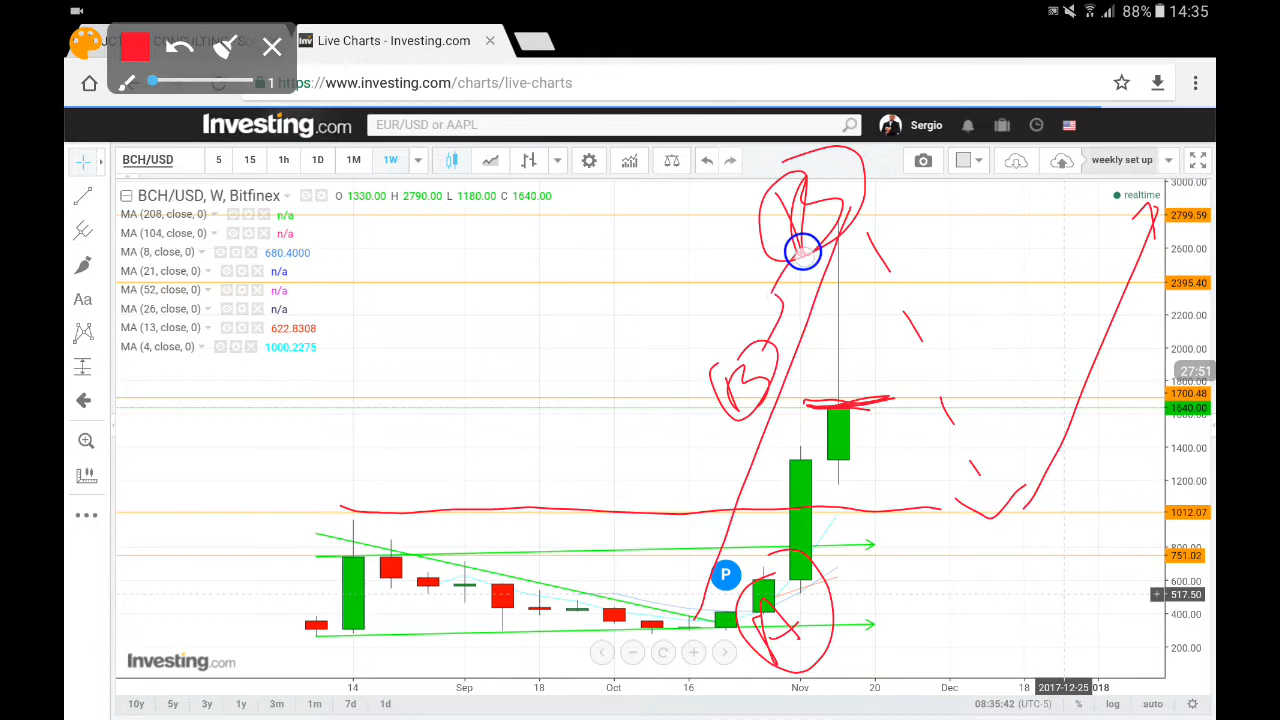 88% 14:35
Live Charts - Investing.com
1
https://www.investing.com/charts/live-charts
Investing.com EUR/USD or AAPL Sergio
BCH/USD 5 15 1h 1D 1M 1W weekly set up
BCH/USD, W, Bitfinex O 1330.00 H 2790.00 L 1180.00 C 1640.00
realtime
MA (208, close, 0) n/a
MA (104, close, 0) n/a
MA (8, close, 0) 680.4000
MA (21, close, 0) n/a
MA (52, close, 0) n/a
MA (26, close, 0) n/a
MA (13, close, 0) 622.8308
MA (4, close, 0) 1000.2275
Aa
3000.00
2799.59
2600.00
2395.40
2200.00
2000.00
27:51
1800.00
1700.48
1640.00
1400.00
1200.00
1012.07
751.02
600.00
517.50
400.00
200.00
B
B
A
P
Investing.com
14 Sep 18 Oct 16 Nov 20 Dec 18 2017-12-25 018
10y 5y 3y 1y 3m 1m 7d 1d 08:35:42 (UTC-5) % log auto